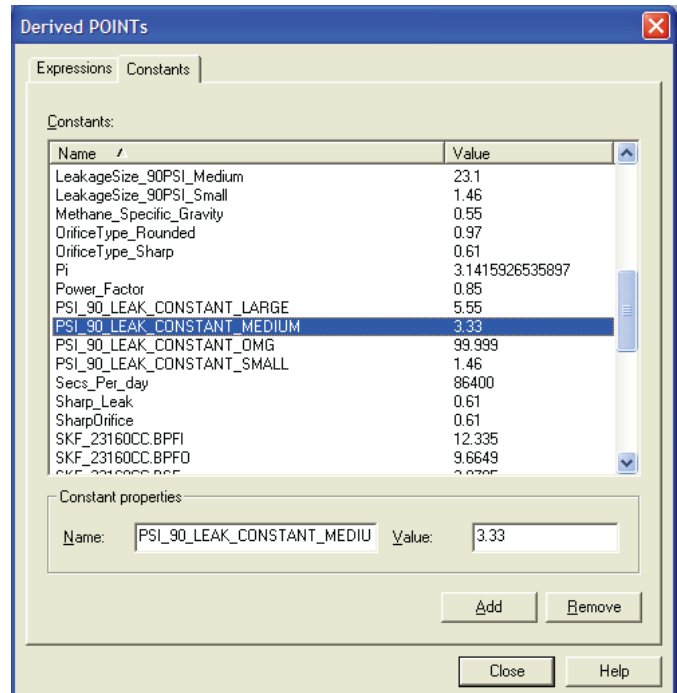 Derived POINTs
Expressions Constants
Constants:
Name Value
LeakageSize_90PSI_Medium 23.1
LeakageSize_90PSI_Small 1.46
Methane_Specific_Gravity 0.55
OrificeType_Rounded 0.97
OrificeType_Sharp 0.61
Pi 3.1415926535897
Power_Factor 0.85
PSI_90_LEAK_CONSTANT_LARGE 5.55
PSI_90_LEAK_CONSTANT_MEDIUM 3.33
PSI_90_LEAK_CONSTANT_OMG 99.999
PSI_90_LEAK_CONSTANT_SMALL 1.46
Secs_Per_day 86400
Sharp_Leak 0.61
SharpOrifice 0.61
SKF_23160CC.BPFI 12.335
SKF_23160CC.BPFO 9.6649
Constant properties
Name: PSI_90_LEAK_CONSTANT_MEDIU Value: 3.33
Add Remove
Close Help